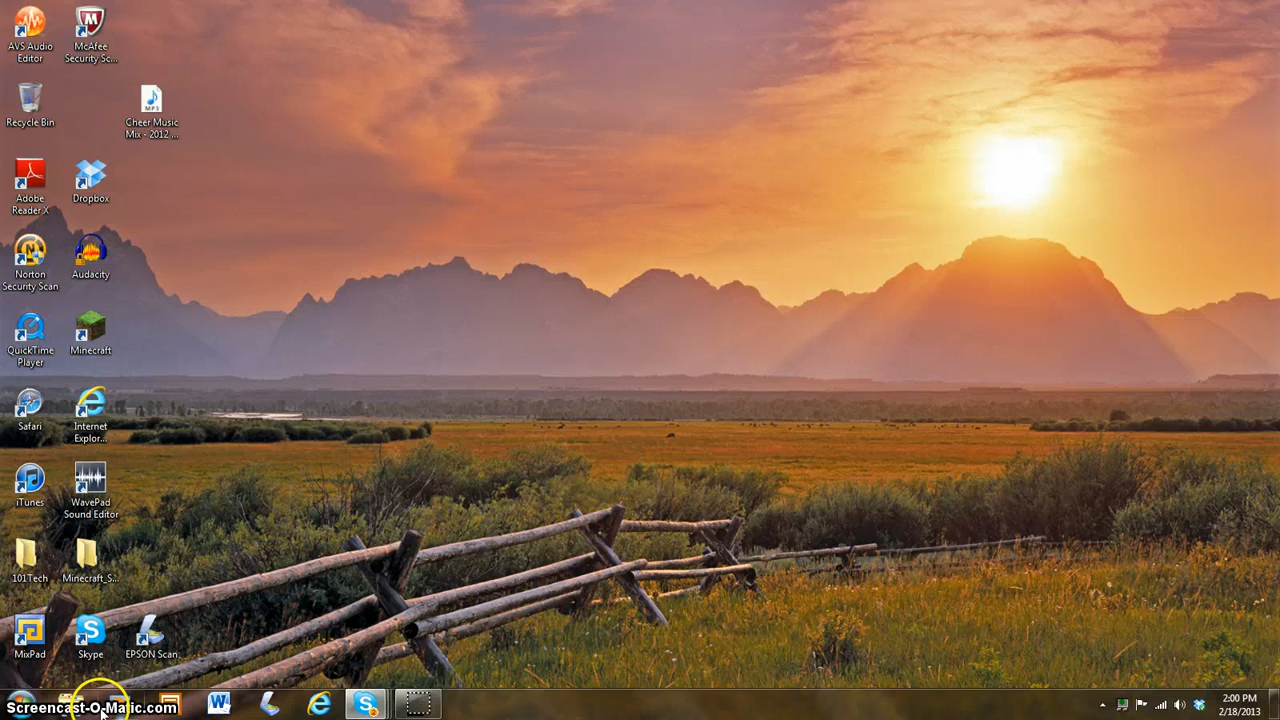 AVS Audio
Editor
McAfee
Security Sc...
Recycle Bin
Cheer Music
Mix - 2012 ...
MP3
Adobe
Reader X
Dropbox
Norton
Security Scan
Audacity
QuickTime
Player
Minecraft
Safari
Internet
Explor...
iTunes
WavePad
Sound Editor
101Tech
Minecraft_S...
MixPad
Skype
EPSON Scan
Screencast-O-Matic.com
2:00 PM
2/18/2013